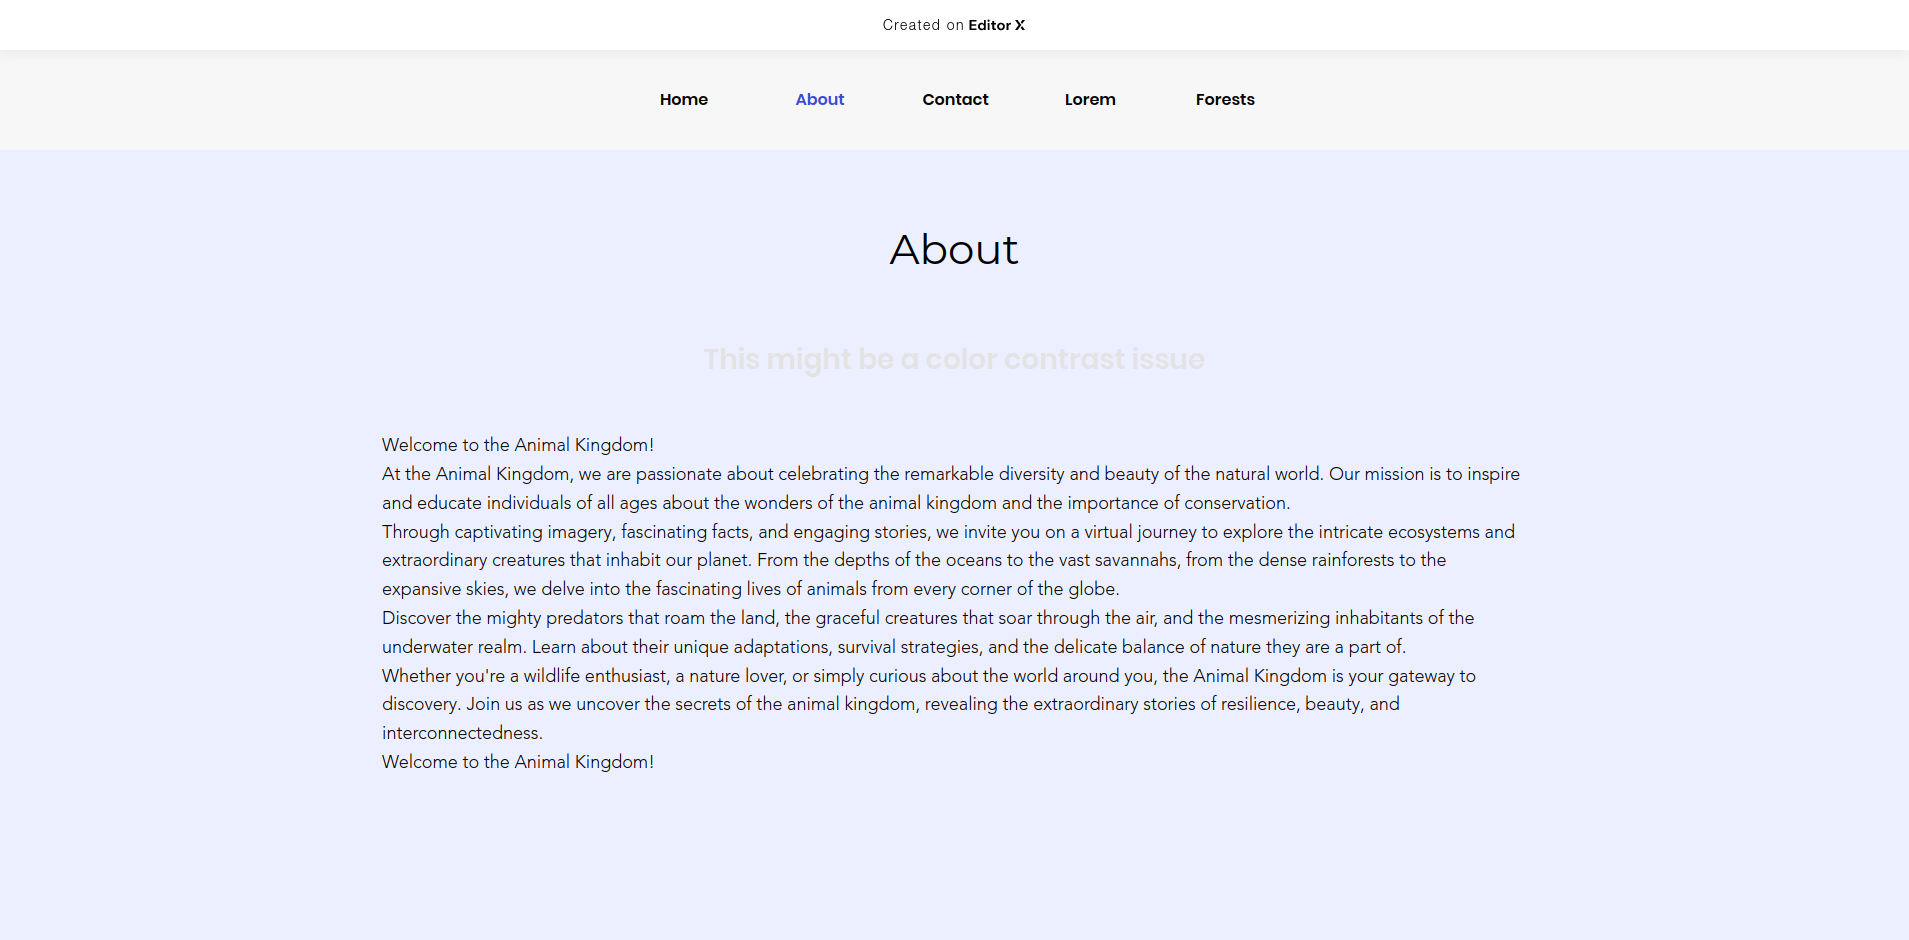 Created on Editor X
Home About Contact Lorem Forests
About
This might be a color contrast issue
Welcome to the Animal Kingdom!
At the Animal Kingdom, we are passionate about celebrating the remarkable diversity and beauty of the natural world. Our mission is to inspire
and educate individuals of all ages about the wonders of the animal kingdom and the importance of conservation.
Through captivating imagery, fascinating facts, and engaging stories, we invite you on a virtual journey to explore the intricate ecosystems and
extraordinary creatures that inhabit our planet. From the depths of the oceans to the vast savannahs, from the dense rainforests to the
expansive skies, we delve into the fascinating lives of animals from every corner of the globe.
Discover the mighty predators that roam the land, the graceful creatures that soar through the air, and the mesmerizing inhabitants of the
underwater realm. Learn about their unique adaptations, survival strategies, and the delicate balance of nature they are a part of.
Whether you're a wildlife enthusiast, a nature lover, or simply curious about the world around you, the Animal Kingdom is your gateway to
discovery. Join us as we uncover the secrets of the animal kingdom, revealing the extraordinary stories of resilience, beauty, and
interconnectedness.
Welcome to the Animal Kingdom!